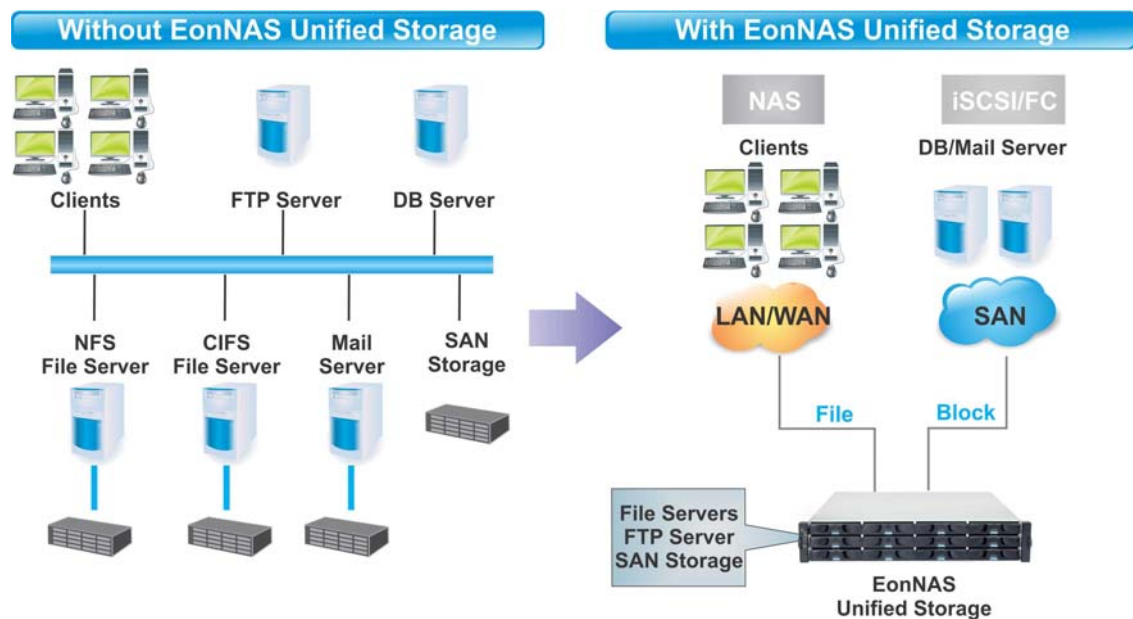 Without EonNAS Unified Storage
Clients
FTP Server
DB Server
NFS
File Server
CIFS
File Server
Mail
Server
SAN
Storage
With EonNAS Unified Storage
NAS
iSCSI/FC
Clients
DB/Mail Server
LAN/WAN
SAN
File
Block
File Servers
FTP Server
SAN Storage
EonNAS
Unified Storage